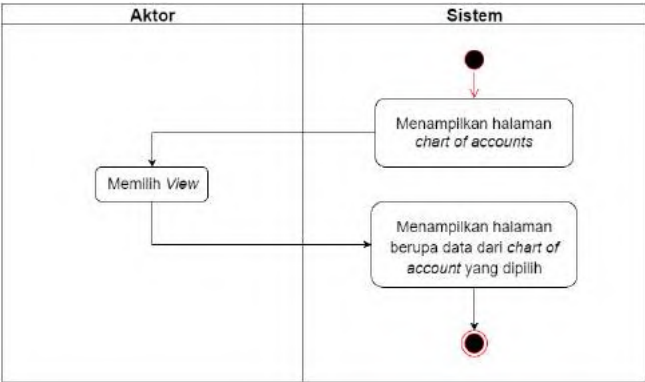 Aktor
Sistem
Menampilkan halaman
chart of accounts
Memilih View
Menampilkan halaman
berupa data dari chart of
account yang dipilih